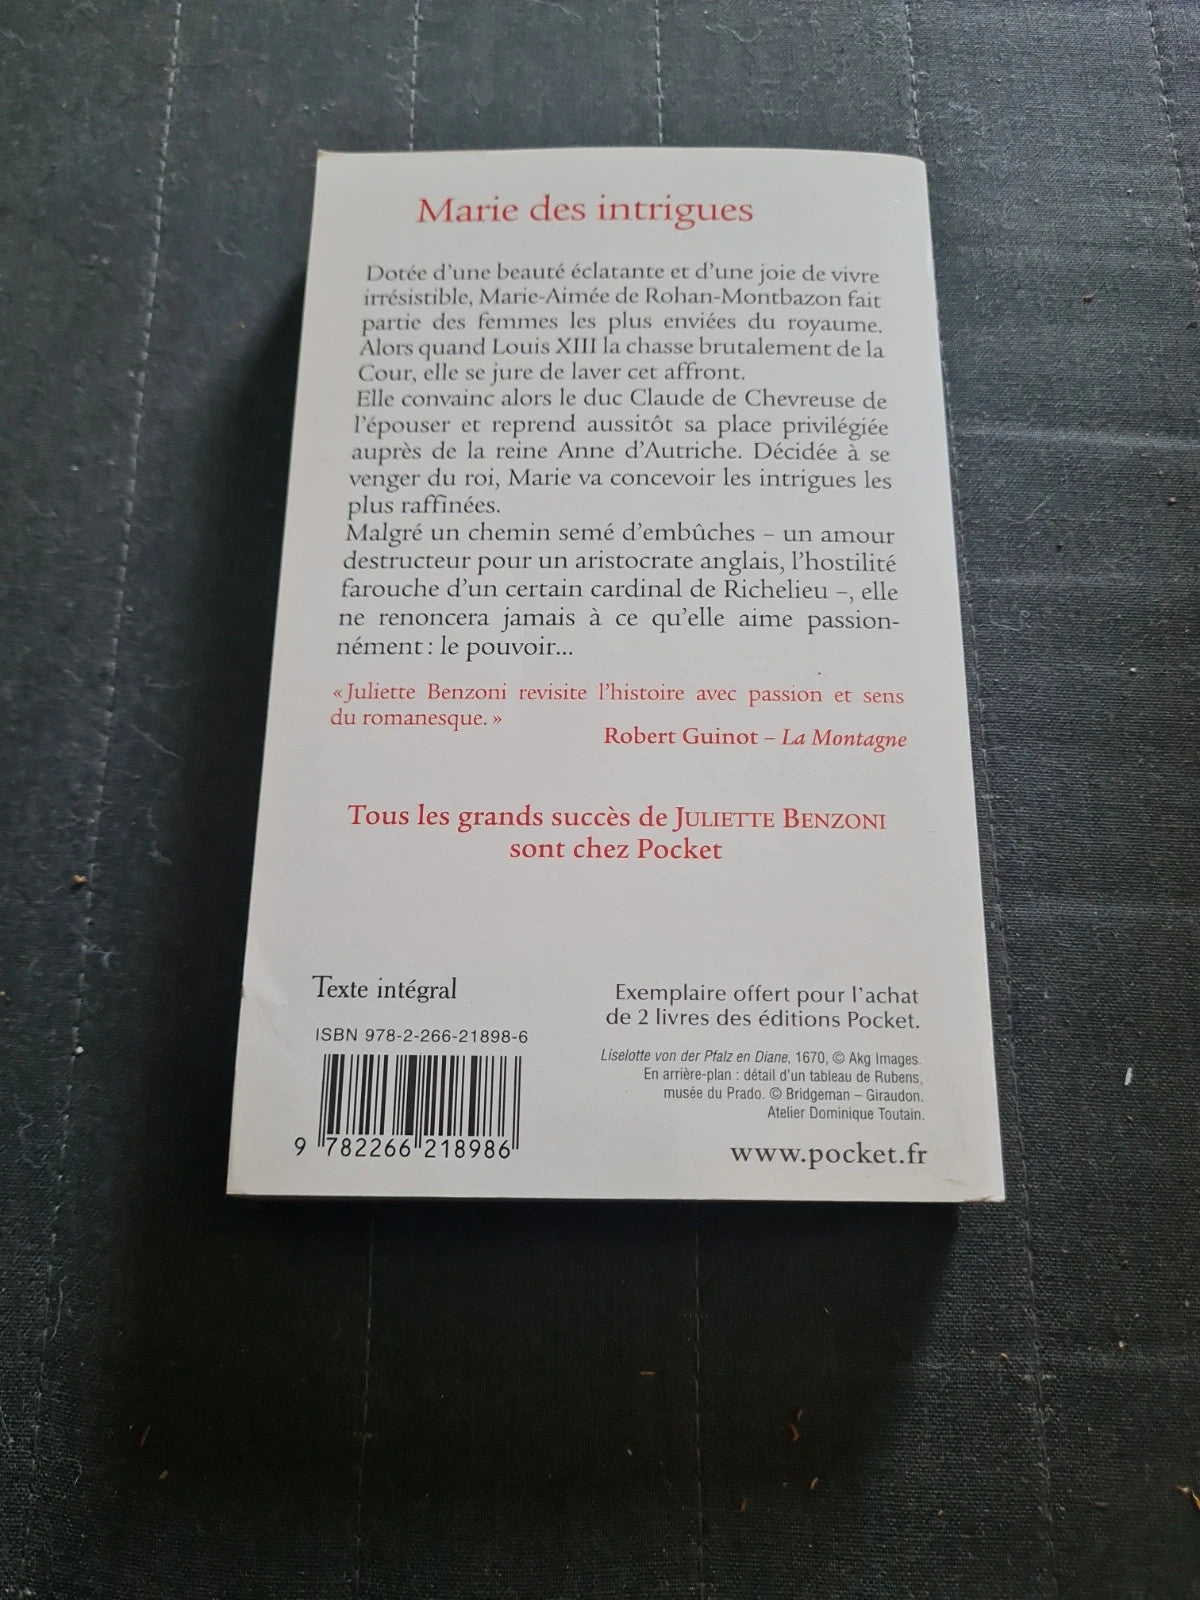 Marie des intrigues
Dotée d'une beauté éclatante et d'une joie de vivre
irrésistible, Marie-Aimée de Rohan-Montbazon fait
partie des femmes les plus enviées du royaume.
Alors quand Louis XIII la chasse brutalement de la
Cour, elle se jure de laver cet affront.
Elle convainc alors le duc Claude de Chevreuse de
l'épouser et reprend aussitôt sa place privilégiée
auprès de la reine Anne d'Autriche. Décidée à se
venger du roi, Marie va concevoir les intrigues les
plus raffinées.
Malgré un chemin semé d'embûches – un amour
destructeur pour un aristocrate anglais, l'hostilité
farouche d'un certain cardinal de Richelieu –, elle
ne renoncera jamais à ce qu'elle aime passion-
nément : le pouvoir...
« Juliette Benzoni revisite l'histoire avec passion et sens
du romanesque. »
Robert Guinot – La Montagne
Tous les grands succès de JULIETTE BENZONI
sont chez Pocket
Texte intégral
ISBN 978-2-266-21898-6
9 782266 218986
Exemplaire offert pour l'achat
de 2 livres des éditions Pocket.
Liselotte von der Pfalz en Diane, 1670, © Akg Images.
En arrière-plan : détail d'un tableau de Rubens,
musée du Prado. © Bridgeman – Giraudon.
Atelier Dominique Toutain.
www.pocket.fr